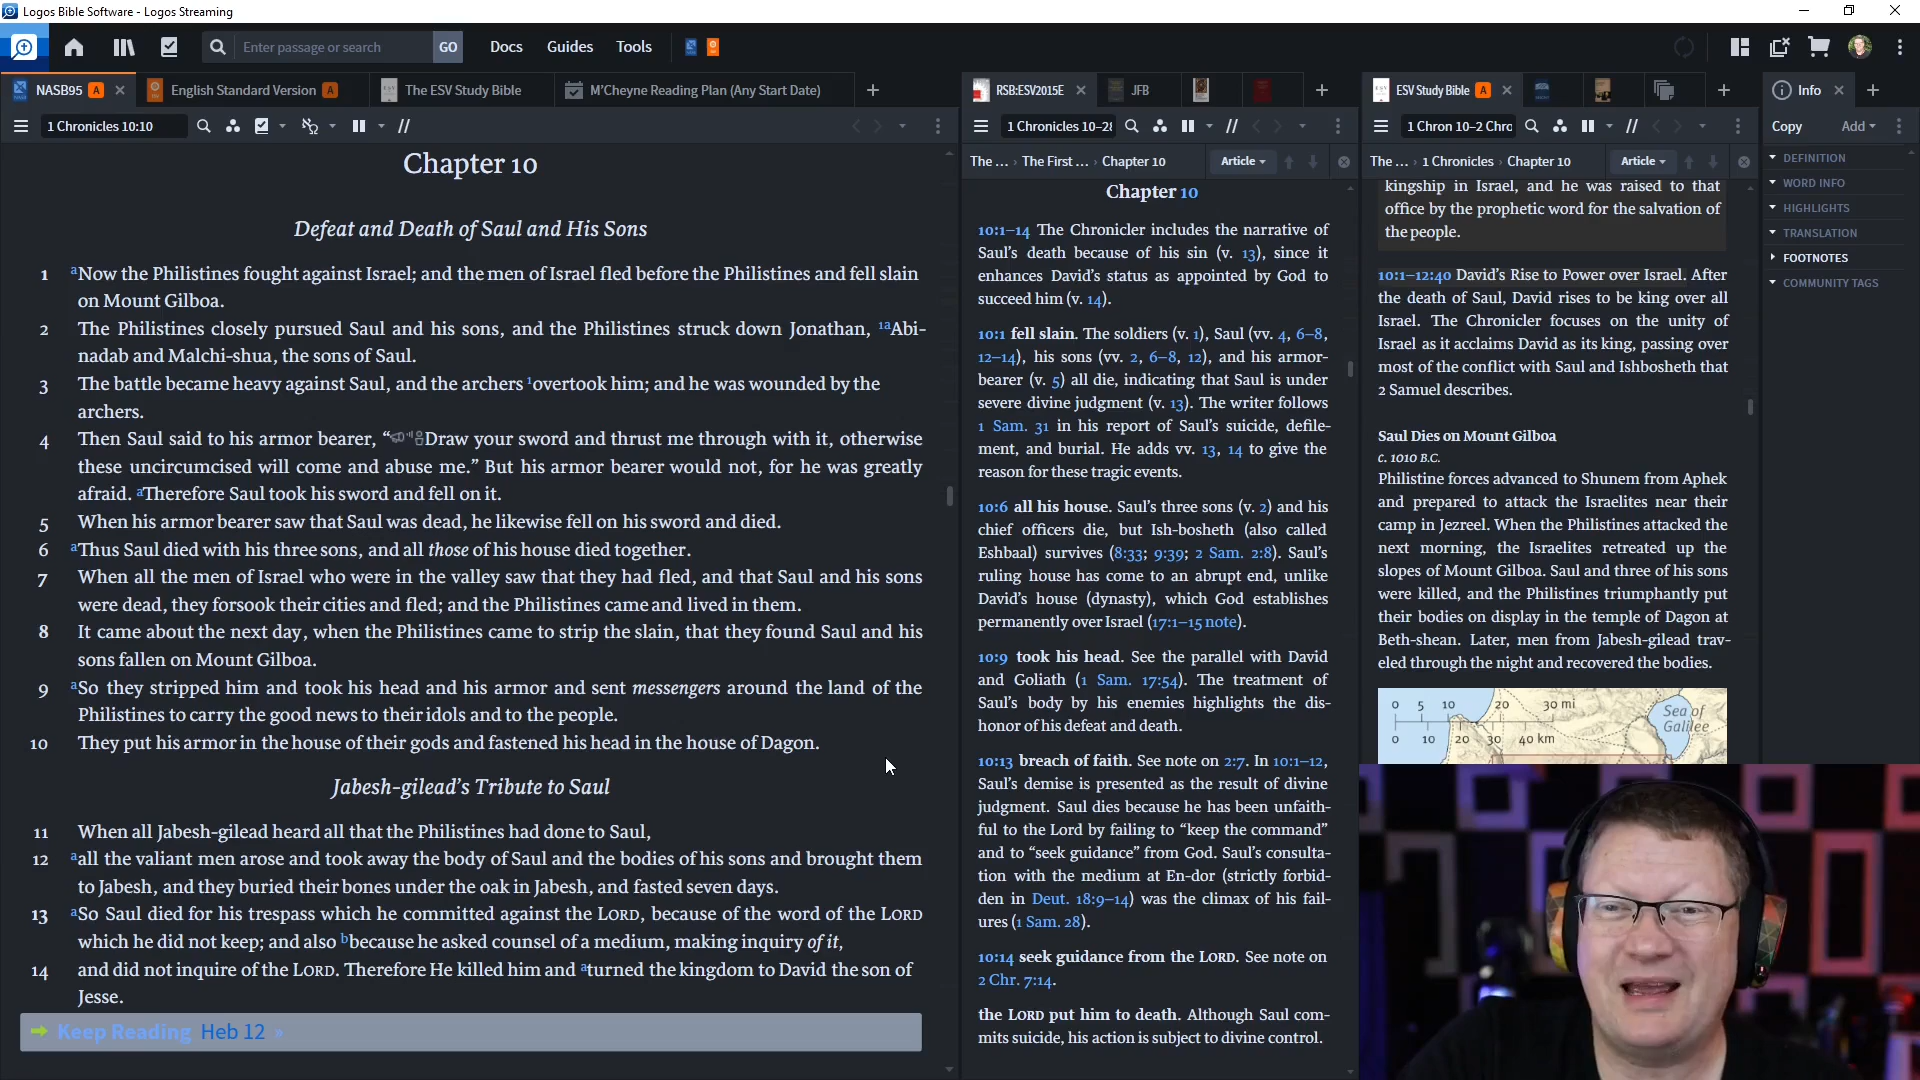 Logos Bible Software - Logos Streaming
Enter passage or search
GO
Docs
Guides
Tools
NASB95
A
English Standard Version
A
The ESV Study Bible
M'Cheyne Reading Plan (Any Start Date)
1 Chronicles 10:10
Chapter 10
Defeat and Death of Saul and His Sons
1 aNow the Philistines fought against Israel; and the men of Israel fled before the Philistines and fell slain
on Mount Gilboa.
2 The Philistines closely pursued Saul and his sons, and the Philistines struck down Jonathan, 1aAbi-
nadab and Malchi-shua, the sons of Saul.
3 The battle became heavy against Saul, and the archers 1overtook him; and he was wounded by the
archers.
4 Then Saul said to his armor bearer, “Draw your sword and thrust me through with it, otherwise
these uncircumcised will come and abuse me.” But his armor bearer would not, for he was greatly
afraid. aTherefore Saul took his sword and fell on it.
5 When his armor bearer saw that Saul was dead, he likewise fell on his sword and died.
6 aThus Saul died with his three sons, and all those of his house died together.
7 When all the men of Israel who were in the valley saw that they had fled, and that Saul and his sons
were dead, they forsook their cities and fled; and the Philistines came and lived in them.
8 It came about the next day, when the Philistines came to strip the slain, that they found Saul and his
sons fallen on Mount Gilboa.
9 aSo they stripped him and took his head and his armor and sent messengers around the land of the
Philistines to carry the good news to their idols and to the people.
10 They put his armor in the house of their gods and fastened his head in the house of Dagon.
Jabesh-gilead’s Tribute to Saul
11 When all Jabesh-gilead heard all that the Philistines had done to Saul,
12 aall the valiant men arose and took away the body of Saul and the bodies of his sons and brought them
to Jabesh, and they buried their bones under the oak in Jabesh, and fasted seven days.
13 aSo Saul died for his trespass which he committed against the LORD, because of the word of the LORD
which he did not keep; and also bbecause he asked counsel of a medium, making inquiry of it,
14 and did not inquire of the LORD. Therefore He killed him and aturned the kingdom to David the son of
Jesse.
Keep Reading Heb 12 »
RSB:ESV2015E
JFB
1 Chronicles 10–28
The ... › The First ... › Chapter 10
Article
Chapter 10
10:1–14 The Chronicler includes the narrative of
Saul’s death because of his sin (v. 13), since it
enhances David’s status as appointed by God to
succeed him (v. 14).
10:1 fell slain. The soldiers (v. 1), Saul (vv. 4, 6–8,
12–14), his sons (vv. 2, 6–8, 12), and his armor-
bearer (v. 5) all die, indicating that Saul is under
severe divine judgment (v. 13). The writer follows
1 Sam. 31 in his report of Saul’s suicide, defile-
ment, and burial. He adds vv. 13, 14 to give the
reason for these tragic events.
10:6 all his house. Saul’s three sons (v. 2) and his
chief officers die, but Ish-bosheth (also called
Eshbaal) survives (8:33; 9:39; 2 Sam. 2:8). Saul’s
ruling house has come to an abrupt end, unlike
David’s house (dynasty), which God establishes
permanently over Israel (17:1–15 note).
10:9 took his head. See the parallel with David
and Goliath (1 Sam. 17:54). The treatment of
Saul’s body by his enemies highlights the dis-
honor of his defeat and death.
10:13 breach of faith. See note on 2:7. In 10:1–12,
Saul’s demise is presented as the result of divine
judgment. Saul dies because he has been unfaith-
ful to the Lord by failing to “keep the command”
and to “seek guidance” from God. Saul’s consulta-
tion with the medium at En-dor (strictly forbid-
den in Deut. 18:9–14) was the climax of his fail-
ures (1 Sam. 28).
10:14 seek guidance from the LORD. See note on
2 Chr. 7:14.
the LORD put him to death. Although Saul com-
mits suicide, his action is subject to divine control.
ESV Study Bible
A
1 Chron 10–2 Chro
The ... › 1 Chronicles › Chapter 10
Article
kingship in Israel, and he was raised to that
office by the prophetic word for the salvation of
the people.
10:1–12:40 David’s Rise to Power over Israel. After
the death of Saul, David rises to be king over all
Israel. The Chronicler focuses on the unity of
Israel as it acclaims David as its king, passing over
most of the conflict with Saul and Ishbosheth that
2 Samuel describes.
Saul Dies on Mount Gilboa
c. 1010 B.C.
Philistine forces advanced to Shunem from Aphek
and prepared to attack the Israelites near their
camp in Jezreel. When the Philistines attacked the
next morning, the Israelites retreated up the
slopes of Mount Gilboa. Saul and three of his sons
were killed, and the Philistines triumphantly put
their bodies on display in the temple of Dagon at
Beth-shean. Later, men from Jabesh-gilead trav-
eled through the night and recovered the bodies.
0 5 10 20 30 mi
0 10 20 30 40 km
Sea of
Galilee
Info
Copy
Add
DEFINITION
WORD INFO
HIGHLIGHTS
TRANSLATION
FOOTNOTES
COMMUNITY TAGS